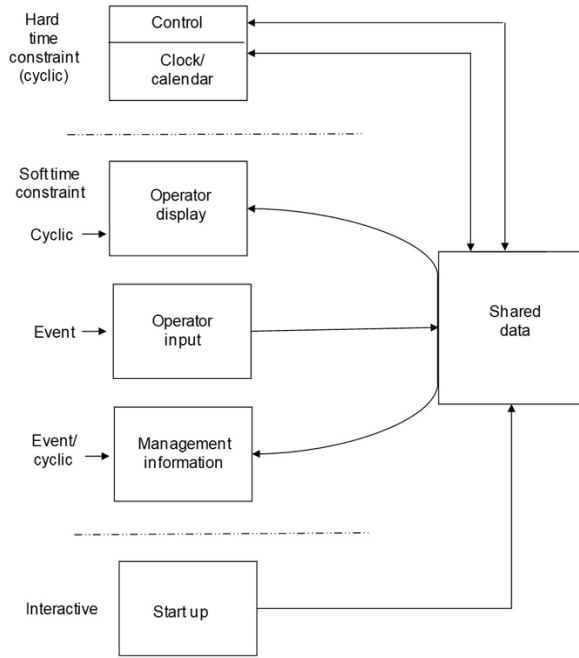 Hard
time
constraint
(cyclic)
Control
Clock/
calendar
Soft time
constraint
Cyclic
Operator
display
Event
Operator
input
Shared
data
Event/
cyclic
Management
information
Interactive
Start up